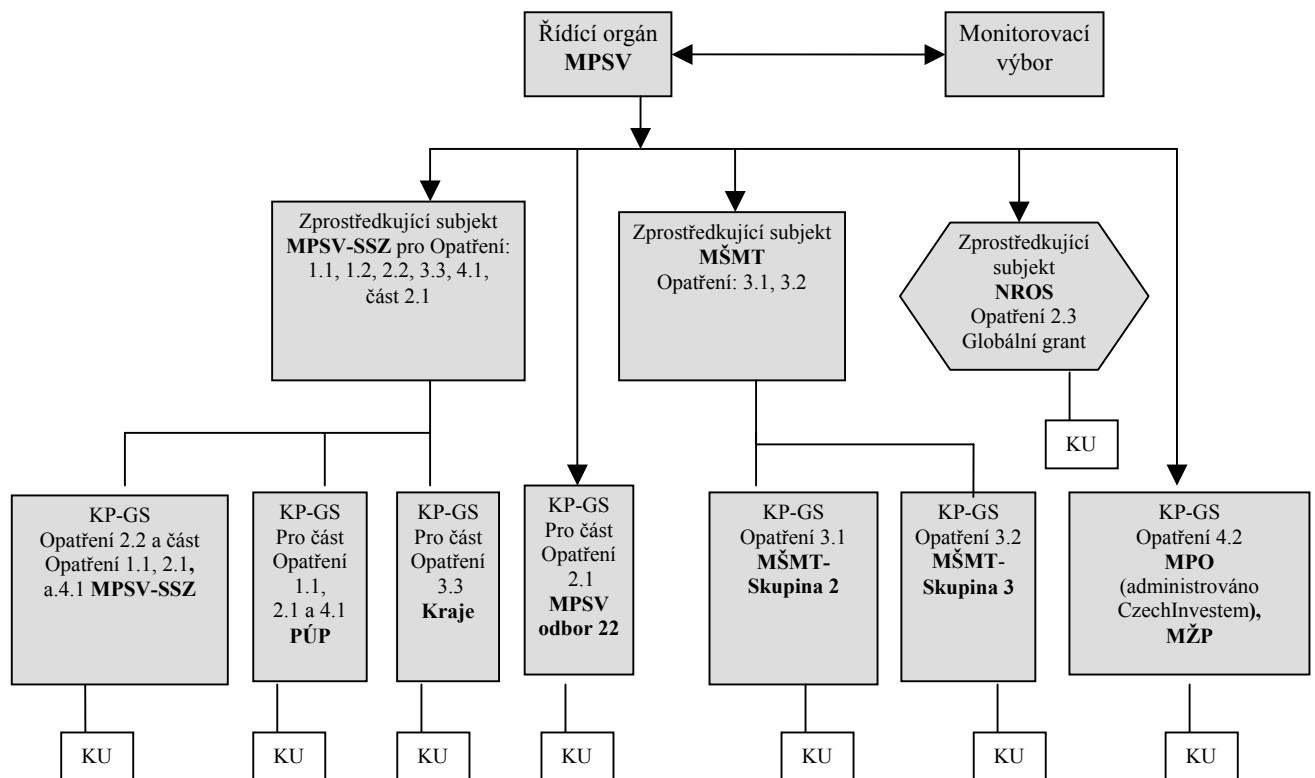 Řídící orgán
MPSV
Monitorovací
výbor
Zprostředkující subjekt
MPSV-SSZ pro Opatření:
1.1, 1.2, 2.2, 3.3, 4.1,
část 2.1
Zprostředkující subjekt
MŠMT
Opatření: 3.1, 3.2
Zprostředkující
subjekt
NROS
Opatření 2.3
Globální grant
KU
KP-GS
Opatření 2.2 a část
Opatření 1.1, 2.1,
a.4.1 MPSV-SSZ
KP-GS
Pro část
Opatření
1.1,
2.1 a 4.1
PÚP
KP-GS
Pro část
Opatření
3.3
Kraje
KP-GS
Pro část
Opatření
2.1
MPSV
odbor 22
KP-GS
Opatření 3.1
MŠMT-
Skupina 2
KP-GS
Opatření 3.2
MŠMT-
Skupina 3
KP-GS
Opatření 4.2
MPO
(administrováno
CzechInvestem),
MŽP
KU
KU
KU
KU
KU
KU
KU